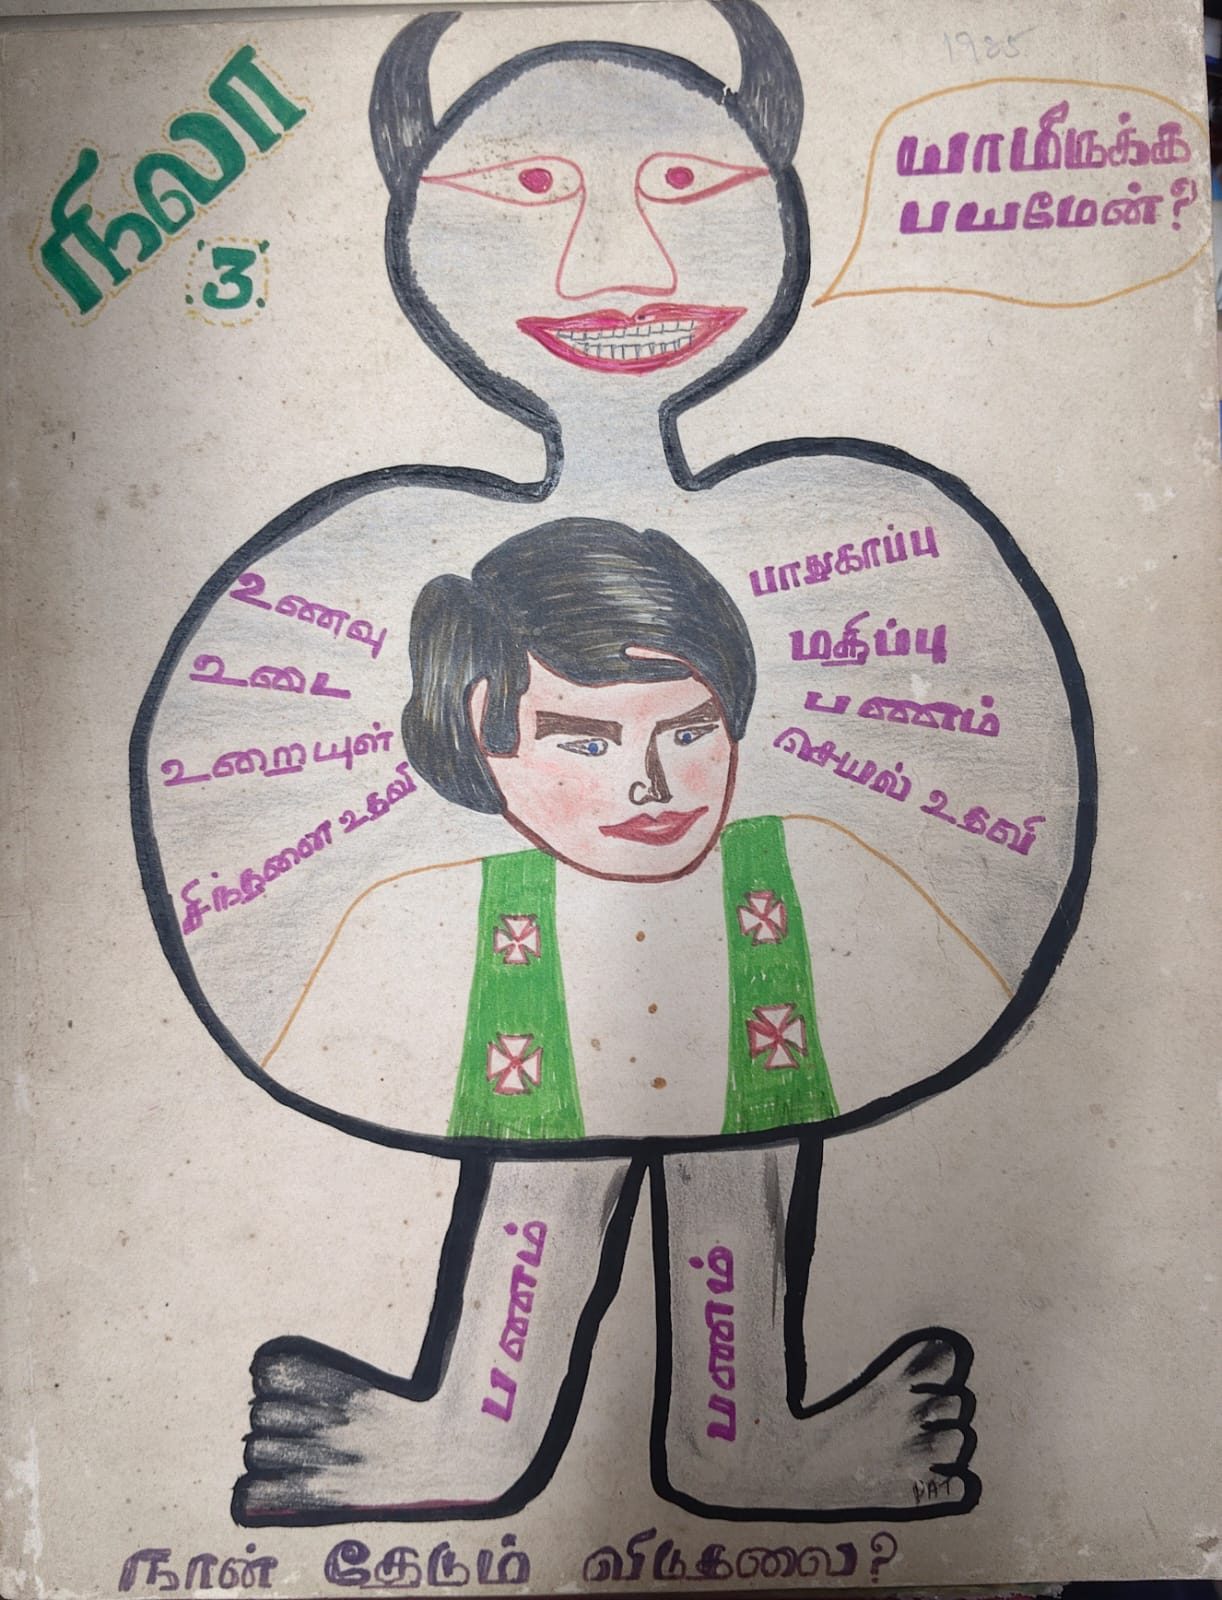 1985
நிலா
3
யாமிருக்க
பயமேன்?
உணவு
உடை
உறையுள்
சிந்தனை உதவி
பாதுகாப்பு
மதிப்பு
பணம்
செயல் உதவி
பணம்
பணம்
நான் தேடும் விடுதலை?